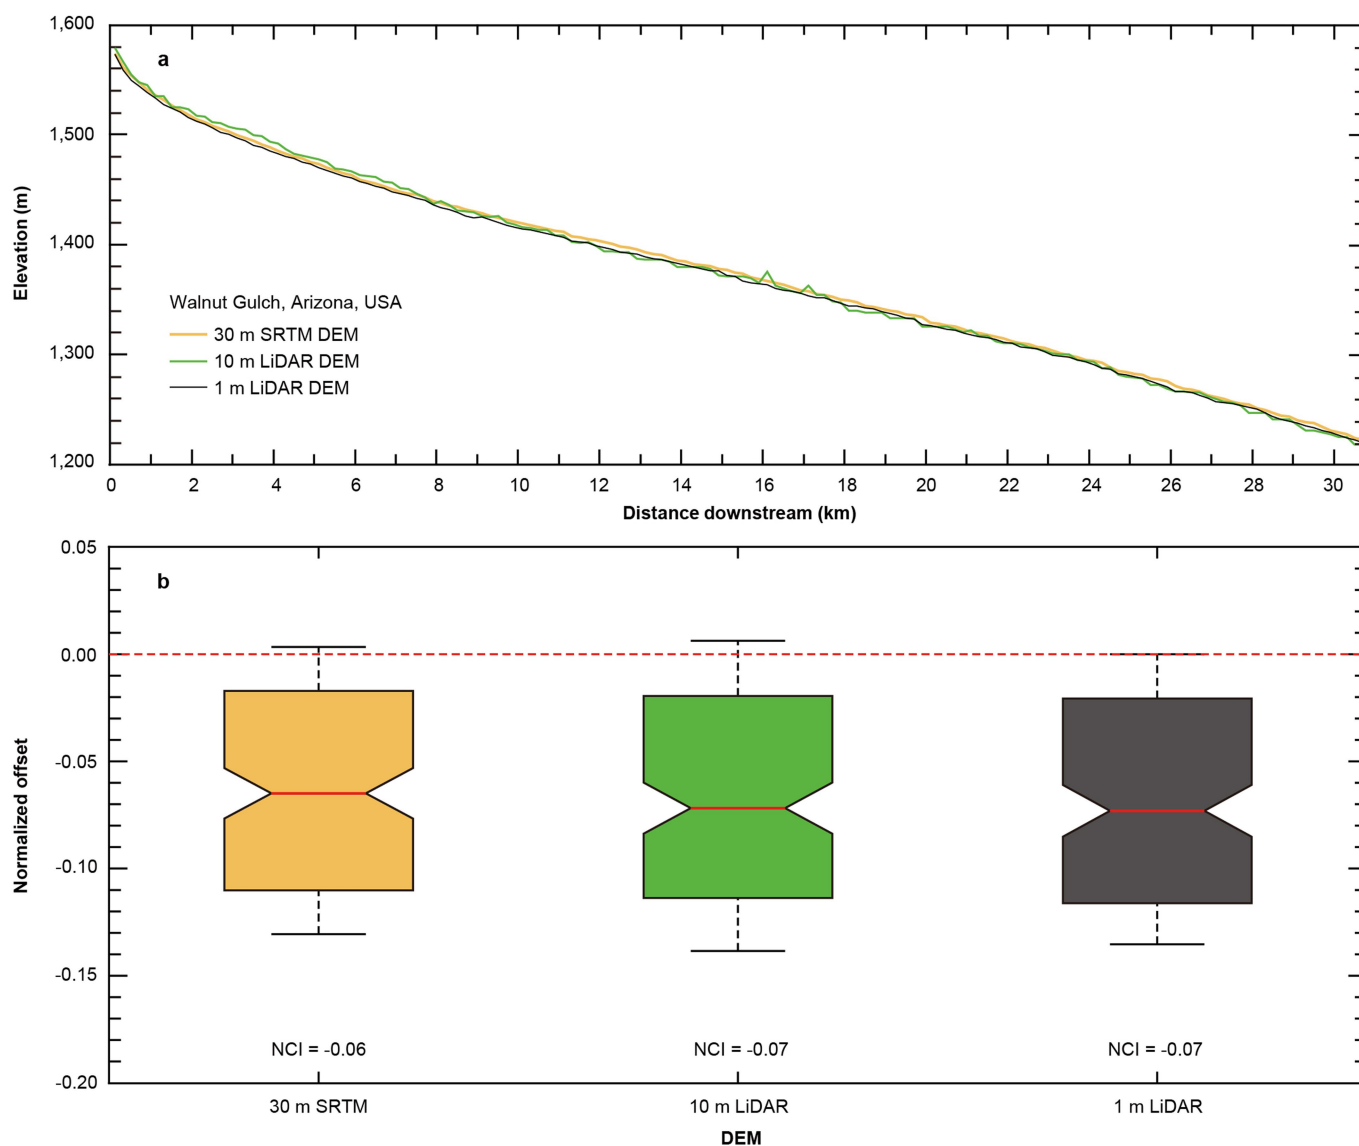 1,600
a
1,500
1,400
1,300
1,200
Elevation (m)
Walnut Gulch, Arizona, USA
30 m SRTM DEM
10 m LiDAR DEM
1 m LiDAR DEM
0 2 4 6 8 10 12 14 16 18 20 22 24 26 28 30
Distance downstream (km)
0.05
b
0.00
-0.05
-0.10
-0.15
-0.20
Normalized offset
NCI = -0.06 NCI = -0.07 NCI = -0.07
30 m SRTM 10 m LiDAR 1 m LiDAR
DEM